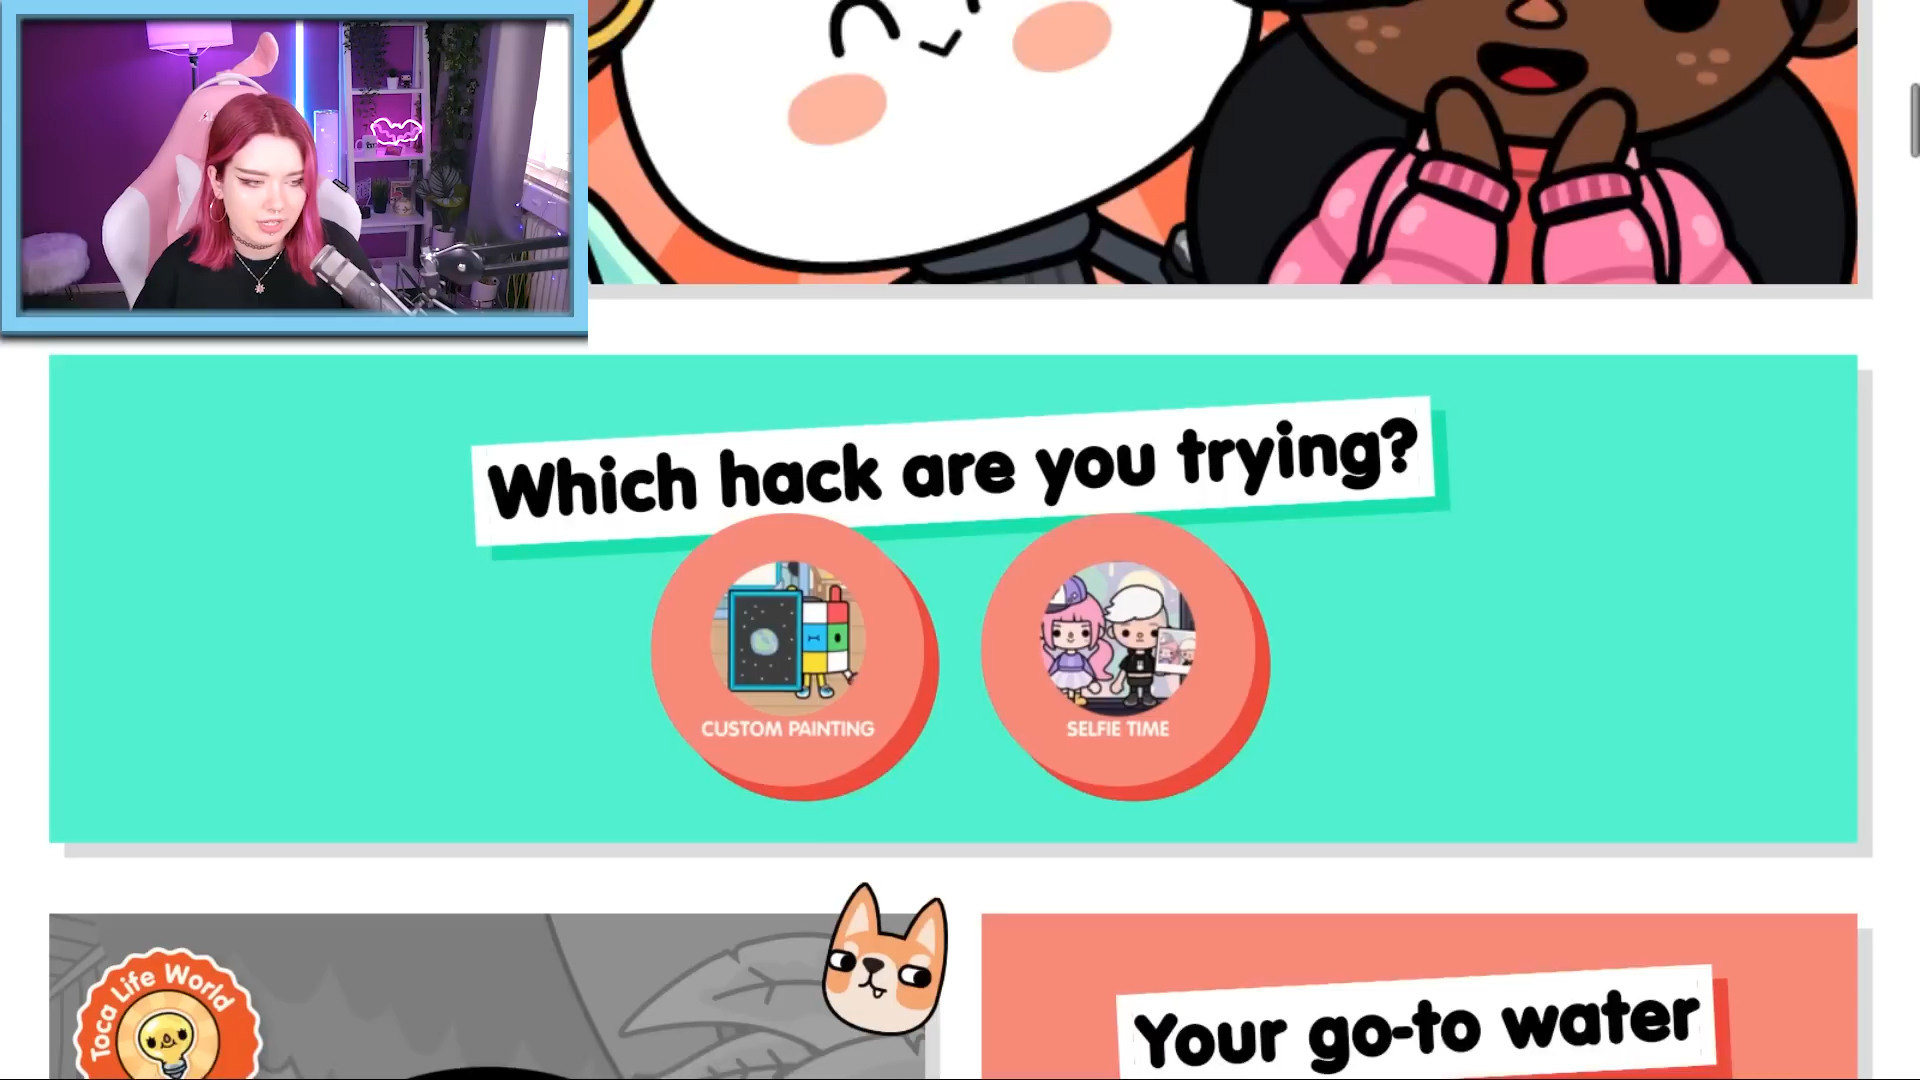 Which hack are you trying?
CUSTOM PAINTING
SELFIE TIME
Toca Life World
Your go-to water